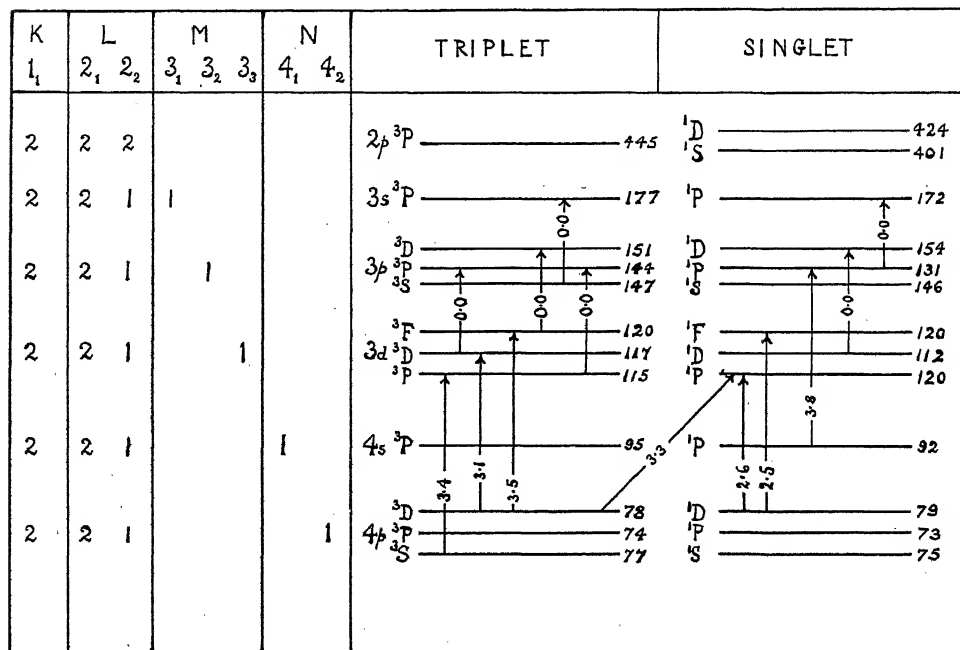 K L M N TRIPLET SINGLET
1₁ 2₁ 2₂ 3₁ 3₂ 3₃ 4₁ 4₂
2 2 2 2p ³P 445 ¹D 424
¹S 401
2 2 1 1 3s ³P 177 ¹P 172
0.0 0.0
³D 151 ¹D 154
2 2 1 1 3p ³P 144 ¹P 131
³S 147 ¹S 146
0.0 0.0 0.0 0.0
³F 120 ¹F 120
2 2 1 1 3d ³D 117 ¹D 112
³P 115 ¹P 120
3.8
2 2 1 1 4s ³P 95 3.3 ¹P 92
3.4 3.1 3.5 2.6 2.5
³D 78 ¹D 79
2 2 1 1 4p ³P 74 ¹P 73
³S 77 ¹S 75